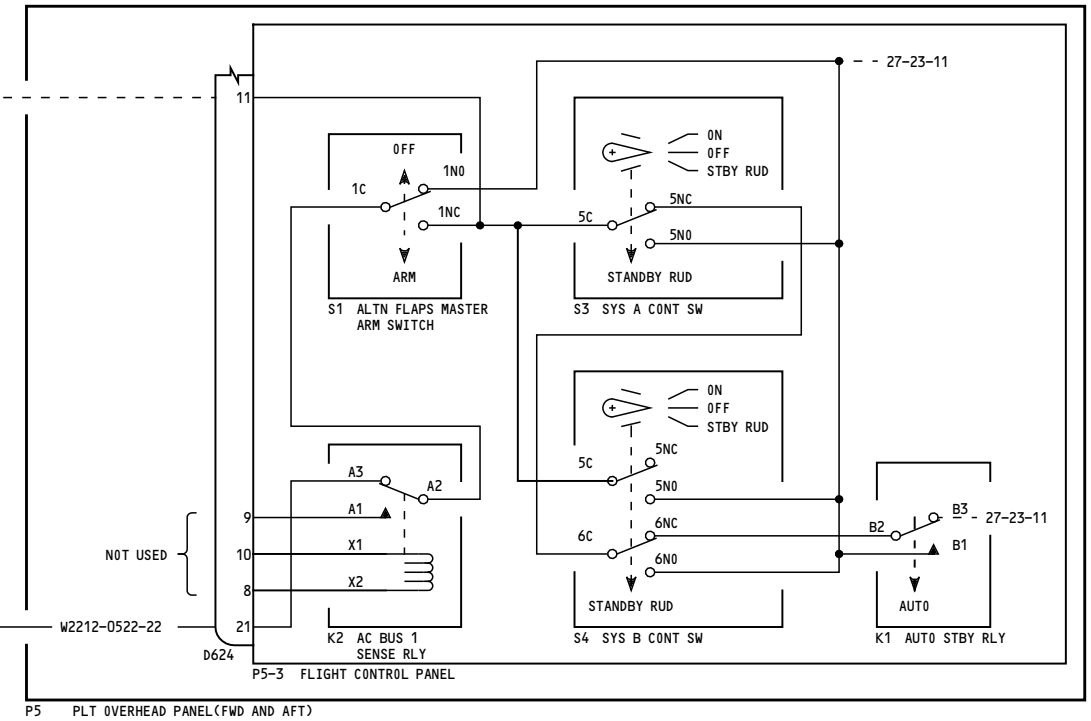 27-23-11
11
ON
OFF
STBY RUD
OFF
1NO
1C
5NC
1NC
5C
5NO
ARM
STANDBY RUD
S1 ALTN FLAPS MASTER
ARM SWITCH
S3 SYS A CONT SW
ON
OFF
STBY RUD
5NC
5C
A3
A2
5NO
A1
9
B3
27-23-11
6NC
B2
6C
X1
10
B1
NOT USED
6NO
X2
8
STANDBY RUD
AUTO
W2212-0522-22
21
K2 AC BUS 1
SENSE RLY
S4 SYS B CONT SW
K1 AUTO STBY RLY
D624
P5-3 FLIGHT CONTROL PANEL
P5 PLT OVERHEAD PANEL(FWD AND AFT)